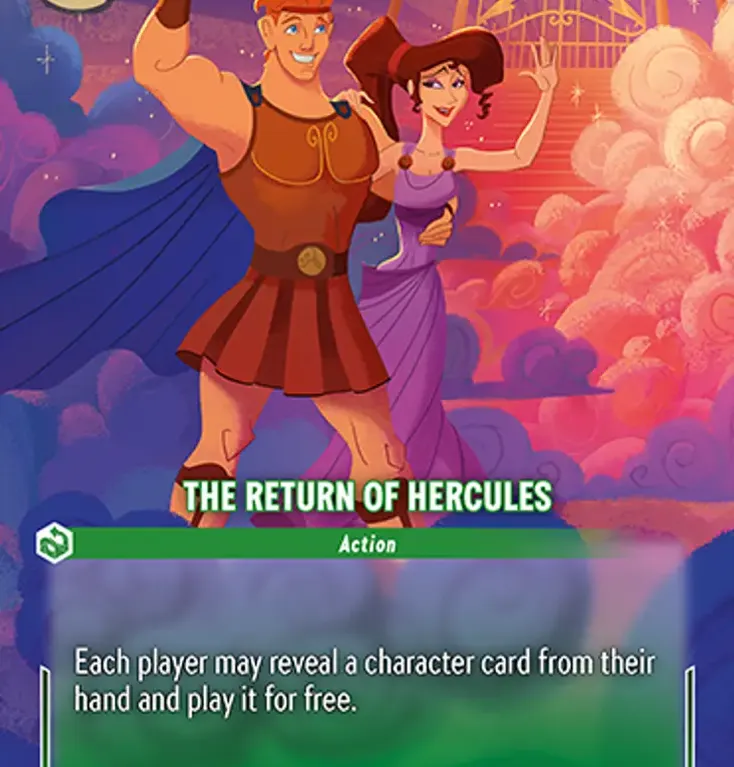 THE RETURN OF HERCULES
Action
Each player may reveal a character card from their
hand and play it for free.